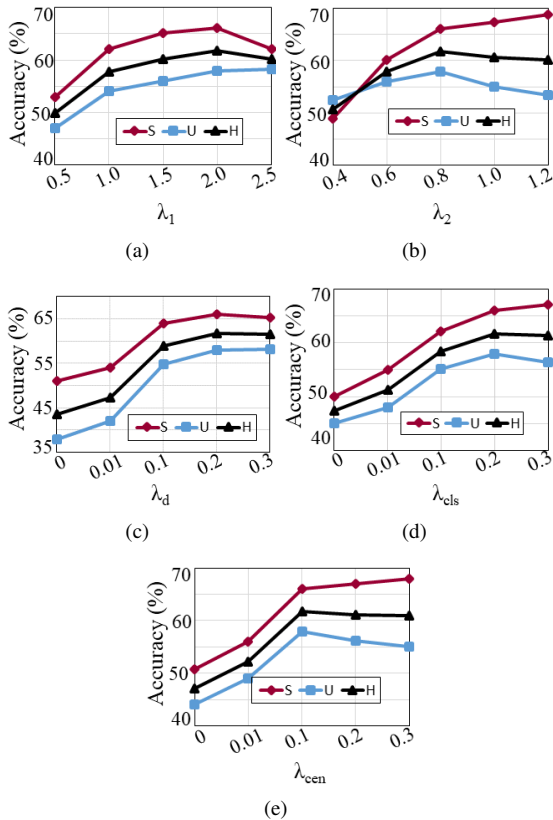 70
60
50
40
Accuracy (%)
S U H
0.5 1.0 1.5 2.0 2.5
λ1
(a)
70
60
50
40
Accuracy (%)
S U H
0.4 0.6 0.8 1.0 1.2
λ2
(b)
65
55
45
35
Accuracy (%)
S U H
0 0.01 0.1 0.2 0.3
λd
(c)
70
60
50
40
Accuracy (%)
S U H
0 0.01 0.1 0.2 0.3
λcls
(d)
70
60
50
40
Accuracy (%)
S U H
0 0.01 0.1 0.2 0.3
λcen
(e)